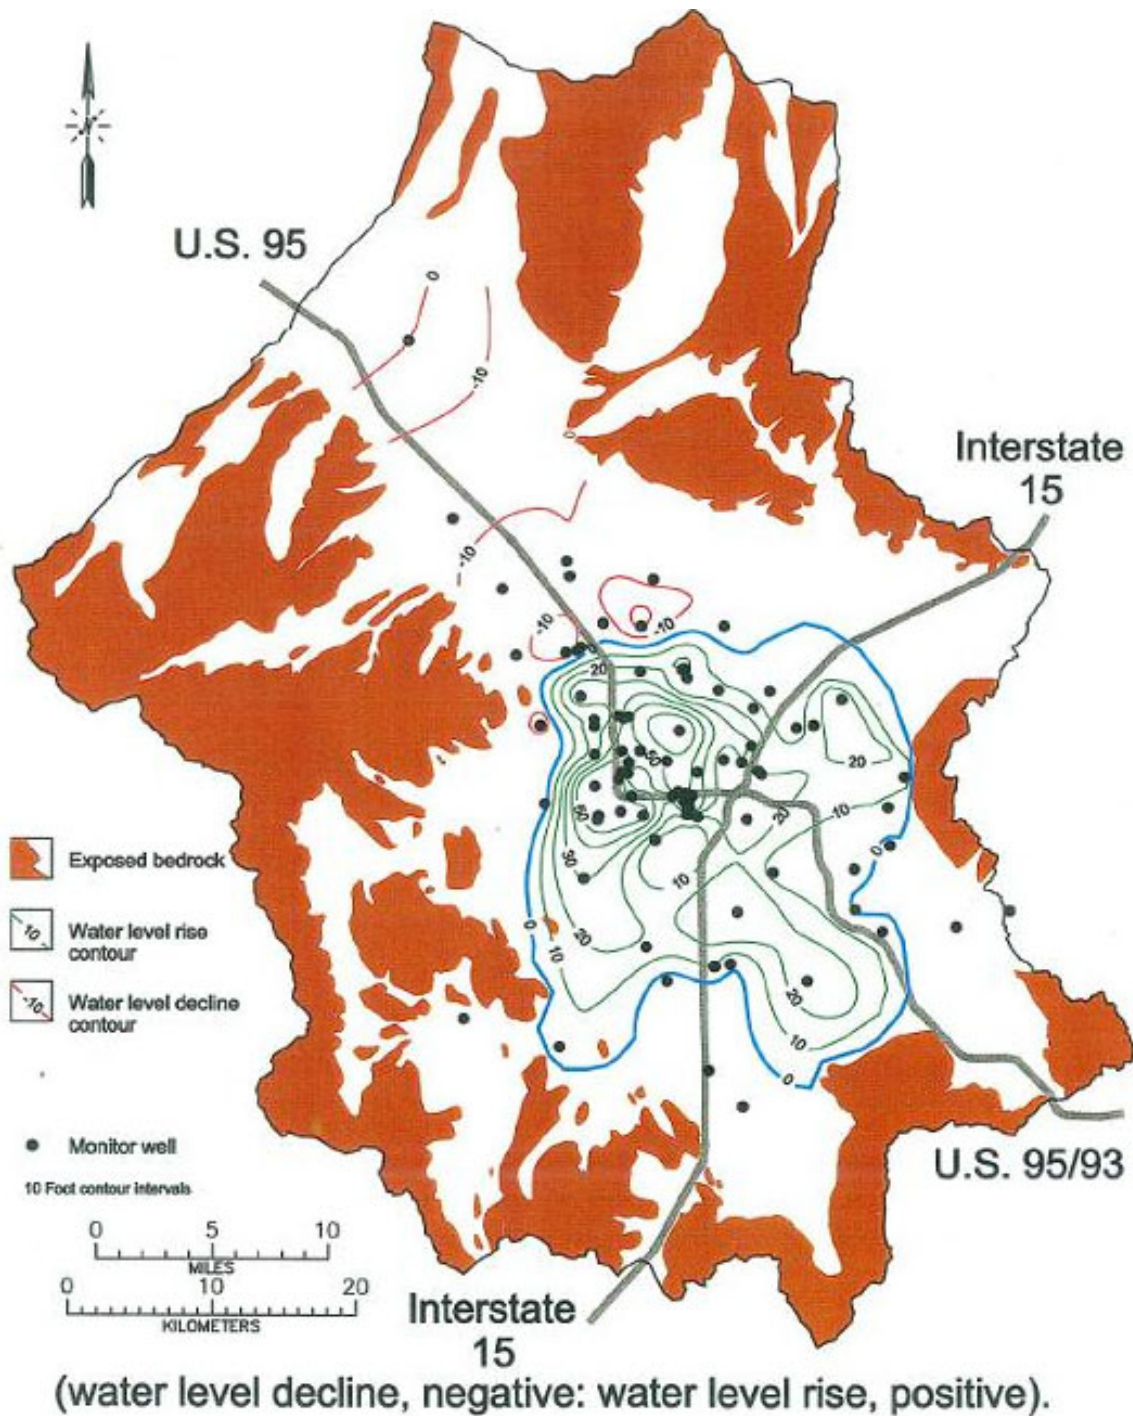 N
U.S. 95
0
-10
0
Interstate
15
-10
-10
-10
20
50
20
10
20
50
0
30
10
0
20
10
20
10
0
Exposed bedrock
10
Water level rise
contour
-10
Water level decline
contour
Monitor well
10 Foot contour intervals
0 5 10
MILES
0 10 20
KILOMETERS
U.S. 95/93
Interstate
15
(water level decline, negative: water level rise, positive).